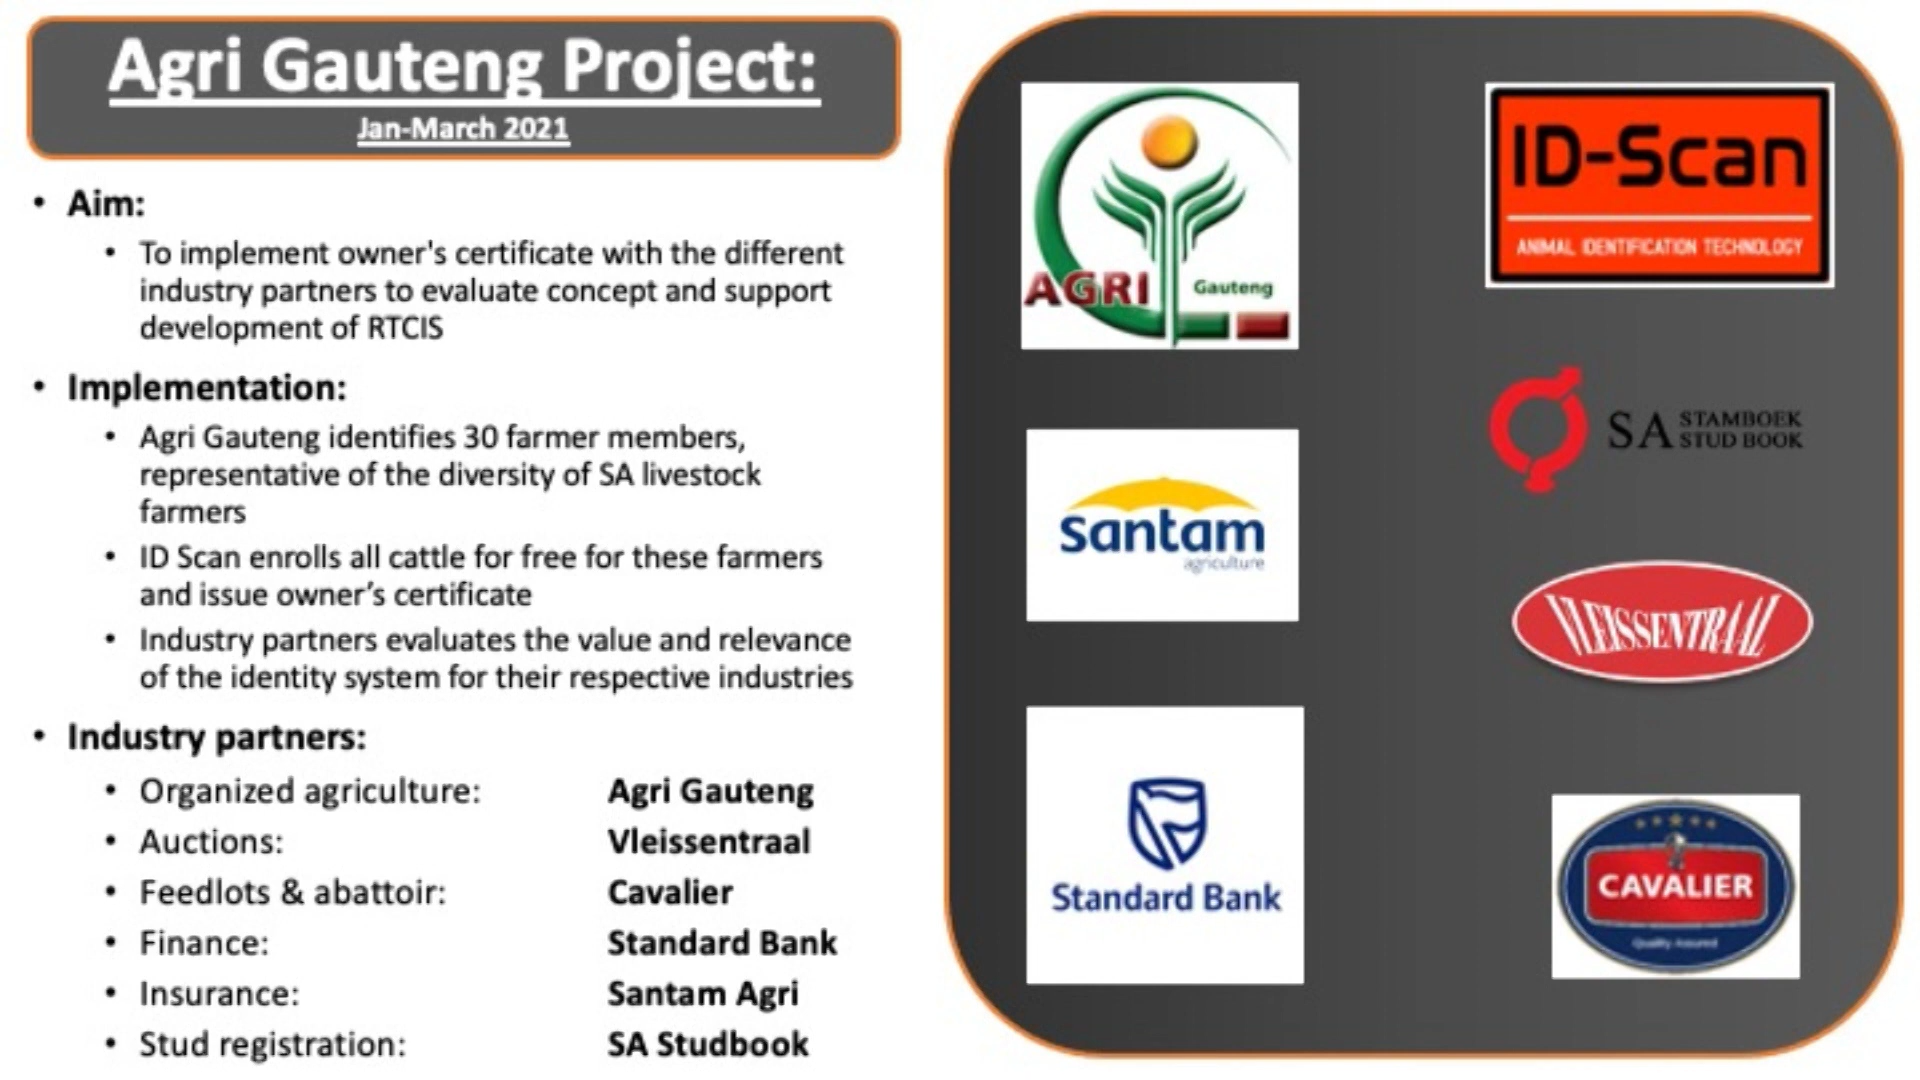 Agri Gauteng Project:
Jan-March 2021
• Aim:
• To implement owner's certificate with the different
industry partners to evaluate concept and support
development of RTCIS
• Implementation:
• Agri Gauteng identifies 30 farmer members,
representative of the diversity of SA livestock
farmers
• ID Scan enrolls all cattle for free for these farmers
and issue owner’s certificate
• Industry partners evaluates the value and relevance
of the identity system for their respective industries
• Industry partners:
• Organized agriculture: Agri Gauteng
• Auctions: Vleissentraal
• Feedlots & abattoir: Cavalier
• Finance: Standard Bank
• Insurance: Santam Agri
• Stud registration: SA Studbook
AGRI Gauteng
ID-Scan
ANIMAL IDENTIFICATION TECHNOLOGY
santam
agriculture
SA STAMBOEK
STUD BOOK
VLEISSENTRAAL
Standard Bank
CAVALIER
Quality Assured